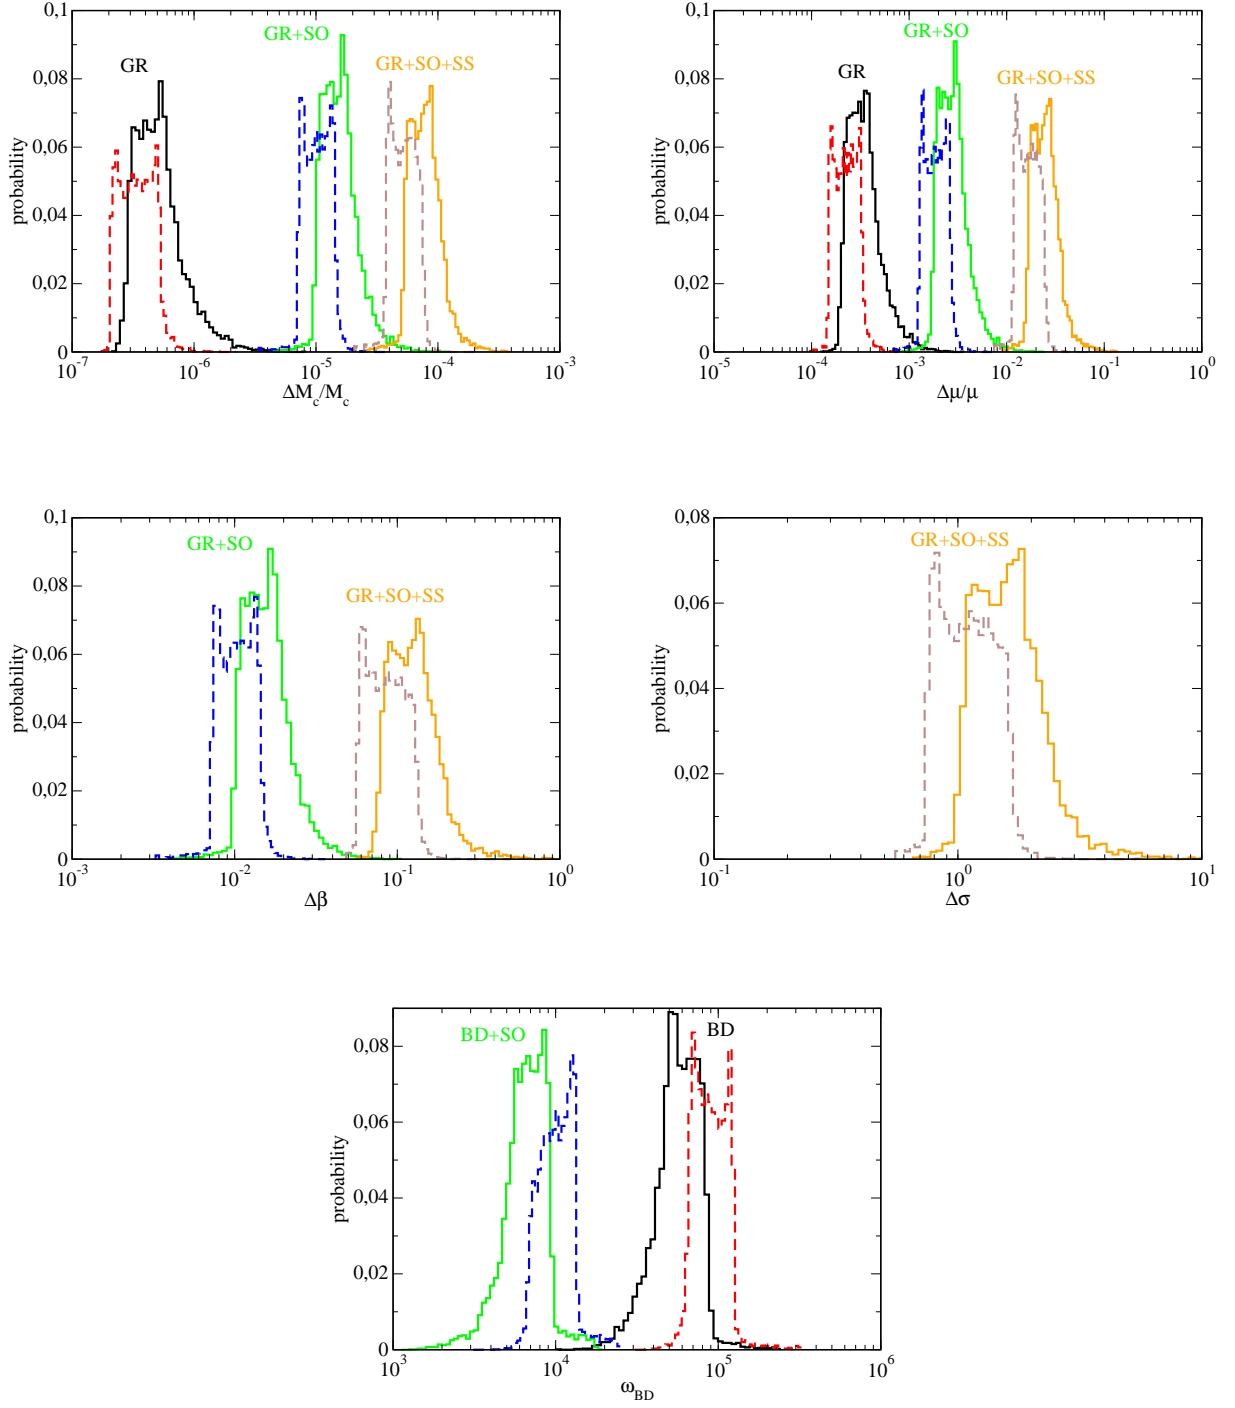 0,1
0,08
0,06
0,04
0,02
0
probability
GR
GR+SO
GR+SO+SS
10^-7
10^-6
10^-5
10^-4
10^-3
ΔM_c/M_c
0,1
0,08
0,06
0,04
0,02
0
probability
GR
GR+SO
GR+SO+SS
10^-5
10^-4
10^-3
10^-2
10^-1
10^0
Δμ/μ
0,1
0,08
0,06
0,04
0,02
0
probability
GR+SO
GR+SO+SS
10^-3
10^-2
10^-1
10^0
Δβ
0,08
0,06
0,04
0,02
0
probability
GR+SO+SS
10^-1
10^0
10^1
Δσ
0,08
0,06
0,04
0,02
0
probability
BD+SO
BD
10^3
10^4
10^5
10^6
ω_BD